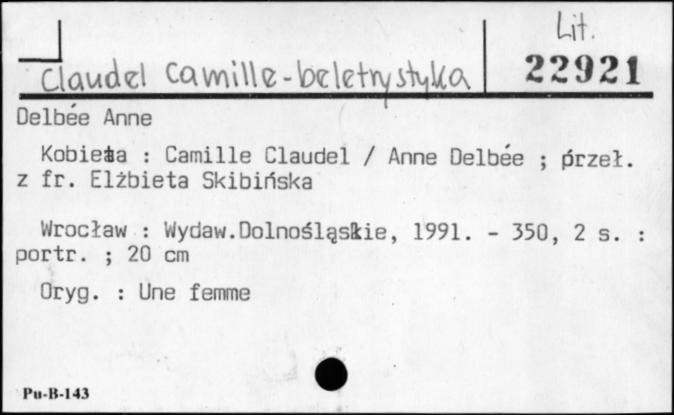 Lit.
Claudel Camille-beletrystyka
22921
Delbée Anne
Kobieta : Camille Claudel / Anne Delbée ; przeł.
z fr. Elżbieta Skibińska
Wrocław : Wydaw.Dolnośląskie, 1991. - 350, 2 s. :
portr. ; 20 cm
Oryg. : Une femme
Pu-B-143